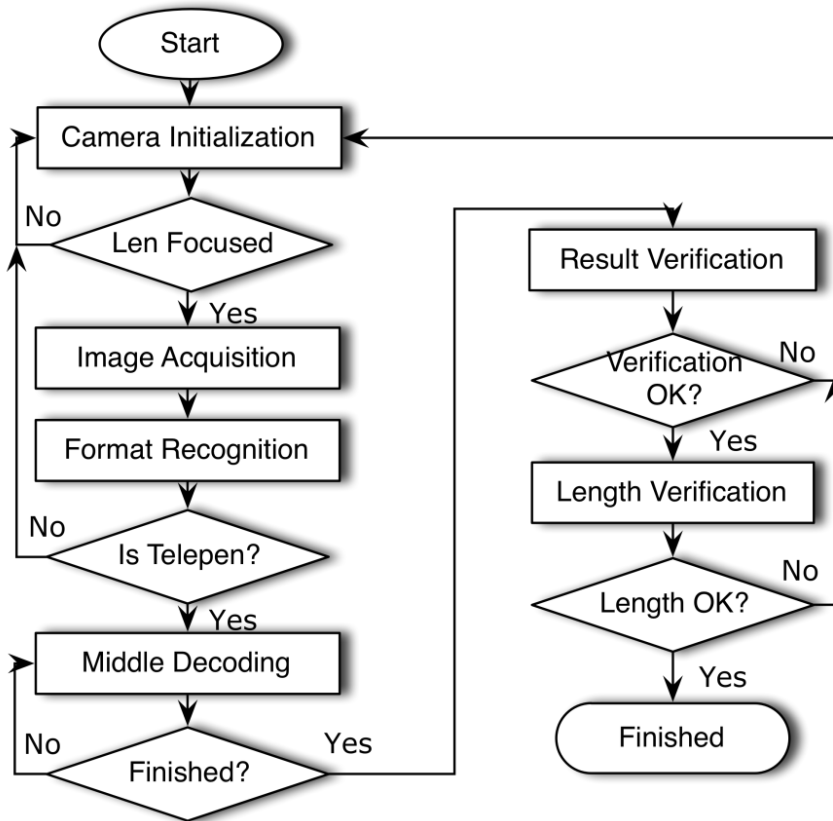 Start
Camera Initialization
No
Len Focused
Yes
Image Acquisition
Format Recognition
No
Is Telepen?
Yes
Middle Decoding
No
Yes
Finished?
Result Verification
No
Verification
OK?
Yes
Length Verification
No
Length OK?
Yes
Finished